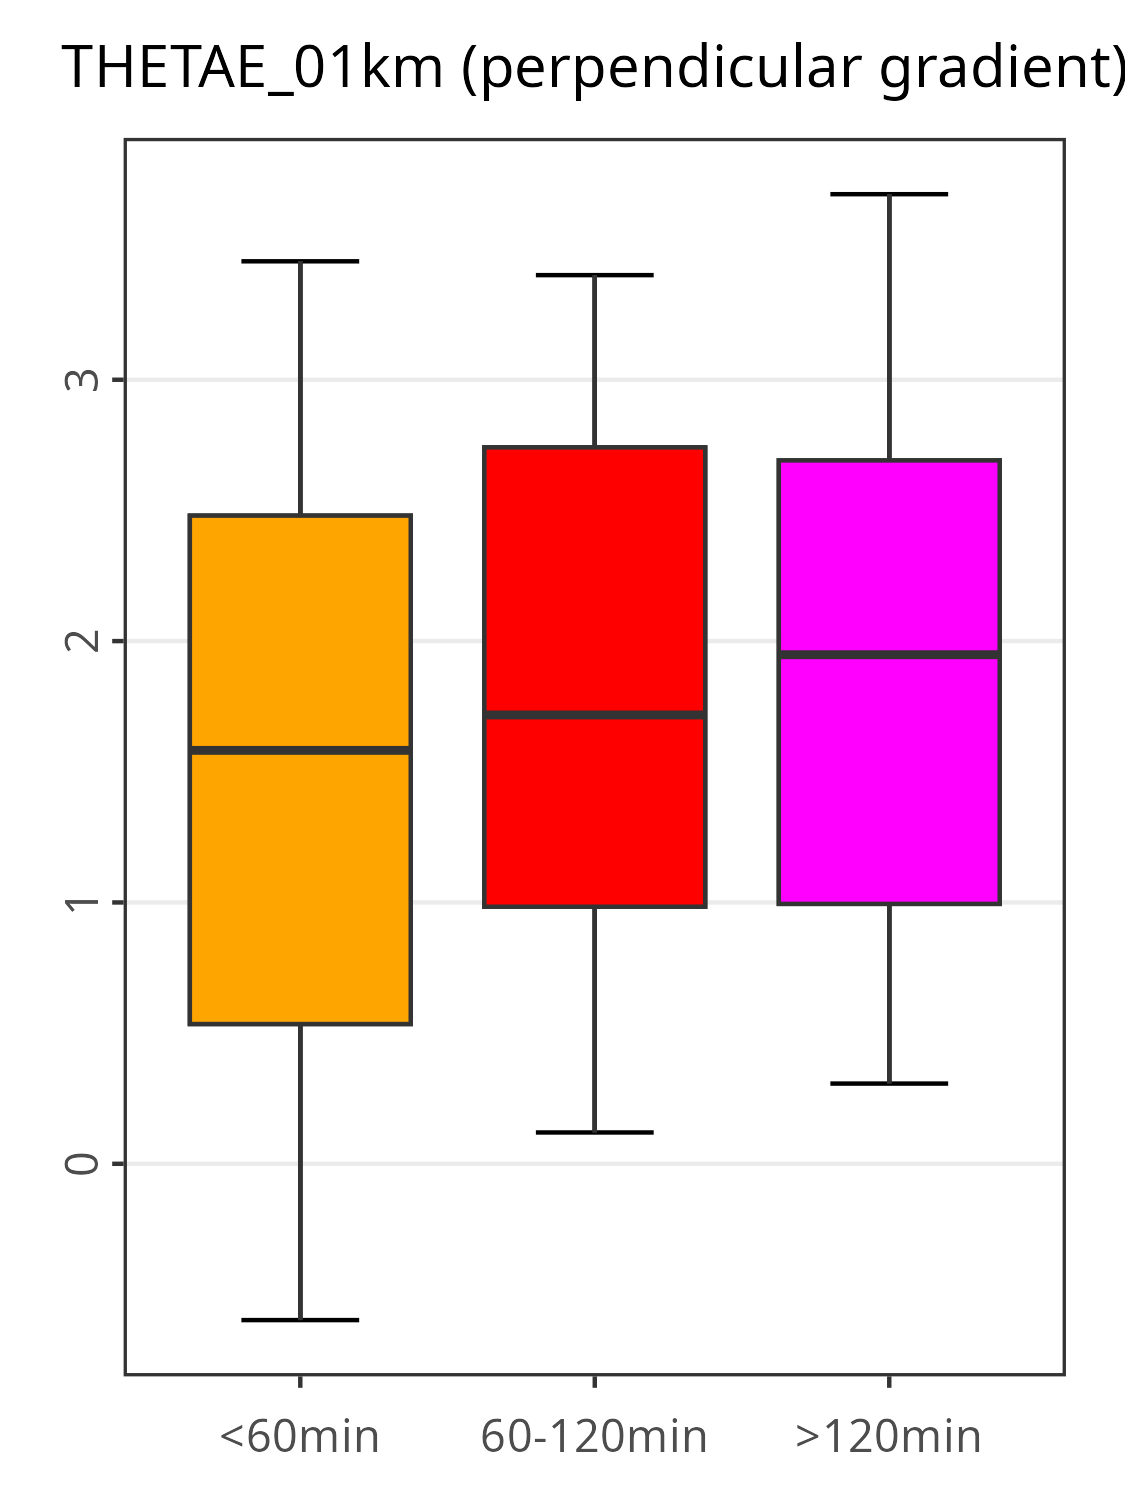 THETAE_01km (perpendicular gradient)
3
2
1
0
<60min 60-120min >120min